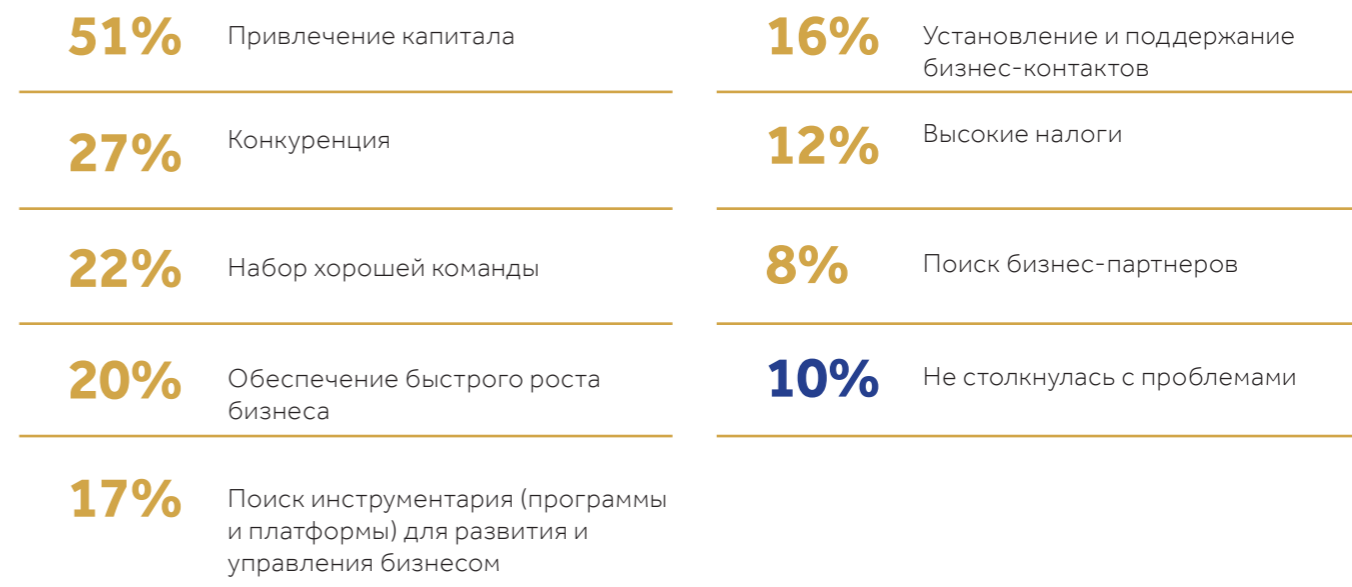 51%
Привлечение капитала
27%
Конкуренция
22%
Набор хорошей команды
20%
Обеспечение быстрого роста
бизнеса
17%
Поиск инструментария (программы
и платформы) для развития и
управления бизнесом
16%
Установление и поддержание
бизнес-контактов
12%
Высокие налоги
8%
Поиск бизнес-партнеров
10%
Не столкнулась с проблемами